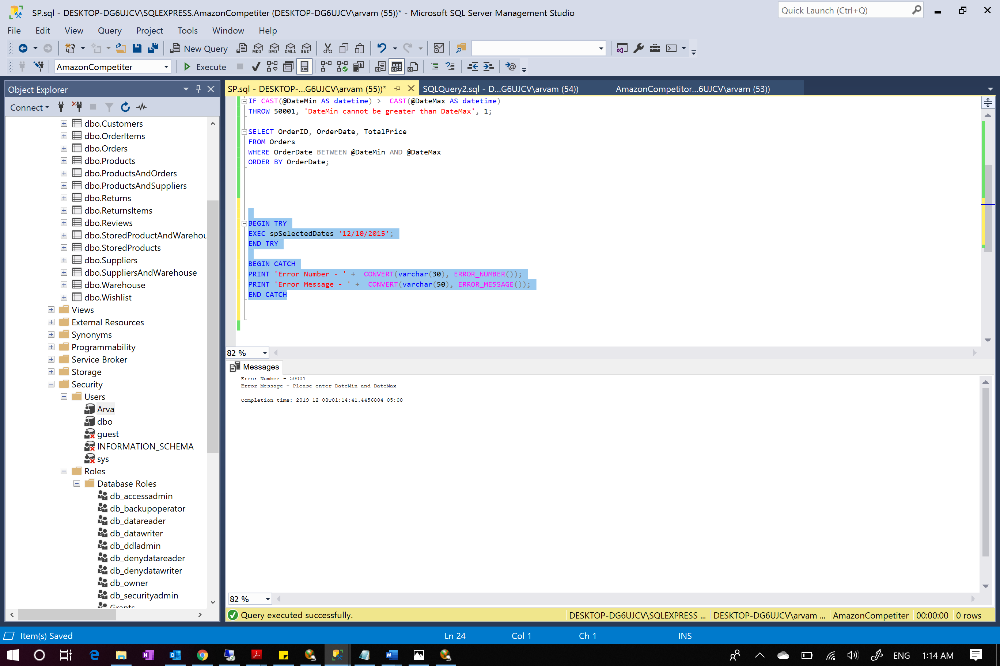 SP.sql - DESKTOP-DG6UJCV\SQLEXPRESS.AmazonCompetiter (DESKTOP-DG6UJCV\arvam (55))* - Microsoft SQL Server Management Studio
Quick Launch (Ctrl+Q)
File Edit View Query Project Tools Window Help
New Query MDX DMX XMLA DAX
AmazonCompetiter Execute
Object Explorer
SP.sql - DESKTOP-...G6UJCV\arvam (55))* SQLQuery2.sql - D...G6UJCV\arvam (54)) AmazonCompetitor...6UJCV\arvam (53))
Connect
dbo.Customers
dbo.OrderItems
dbo.Orders
dbo.Products
dbo.ProductsAndOrders
dbo.ProductsAndSuppliers
dbo.Returns
dbo.ReturnsItems
dbo.Reviews
dbo.StoredProductAndWarehou
dbo.StoredProducts
dbo.Suppliers
dbo.SuppliersAndWarehouse
dbo.Warehouse
dbo.Wishlist
Views
External Resources
Synonyms
Programmability
Service Broker
Storage
Security
Users
Arva
dbo
guest
INFORMATION_SCHEMA
sys
Roles
Database Roles
db_accessadmin
db_backupoperator
db_datareader
db_datawriter
db_ddladmin
db_denydatareader
db_denydatawriter
db_owner
db_securityadmin
Grants
IF CAST(@DateMin AS datetime) > CAST(@DateMax AS datetime)
THROW 50001, 'DateMin cannot be greater than DateMax', 1;
SELECT OrderID, OrderDate, TotalPrice
FROM Orders
WHERE OrderDate BETWEEN @DateMin AND @DateMax
ORDER BY OrderDate;
BEGIN TRY
EXEC spSelectedDates '12/10/2015';
END TRY
BEGIN CATCH
PRINT 'Error Number - ' + CONVERT(varchar(30), ERROR_NUMBER());
PRINT 'Error Message - ' + CONVERT(varchar(50), ERROR_MESSAGE());
END CATCH
82 %
Messages
Error Number - 50001
Error Message - Please enter DateMin and DateMax
Completion time: 2019-12-08T01:14:41.4456804-05:00
82 %
Query executed successfully. DESKTOP-DG6UJCV\SQLEXPRESS ... DESKTOP-DG6UJCV\arvam ... AmazonCompetiter 00:00:00 0 rows
Item(s) Saved Ln 24 Col 1 Ch 1 INS
ENG 1:14 AM